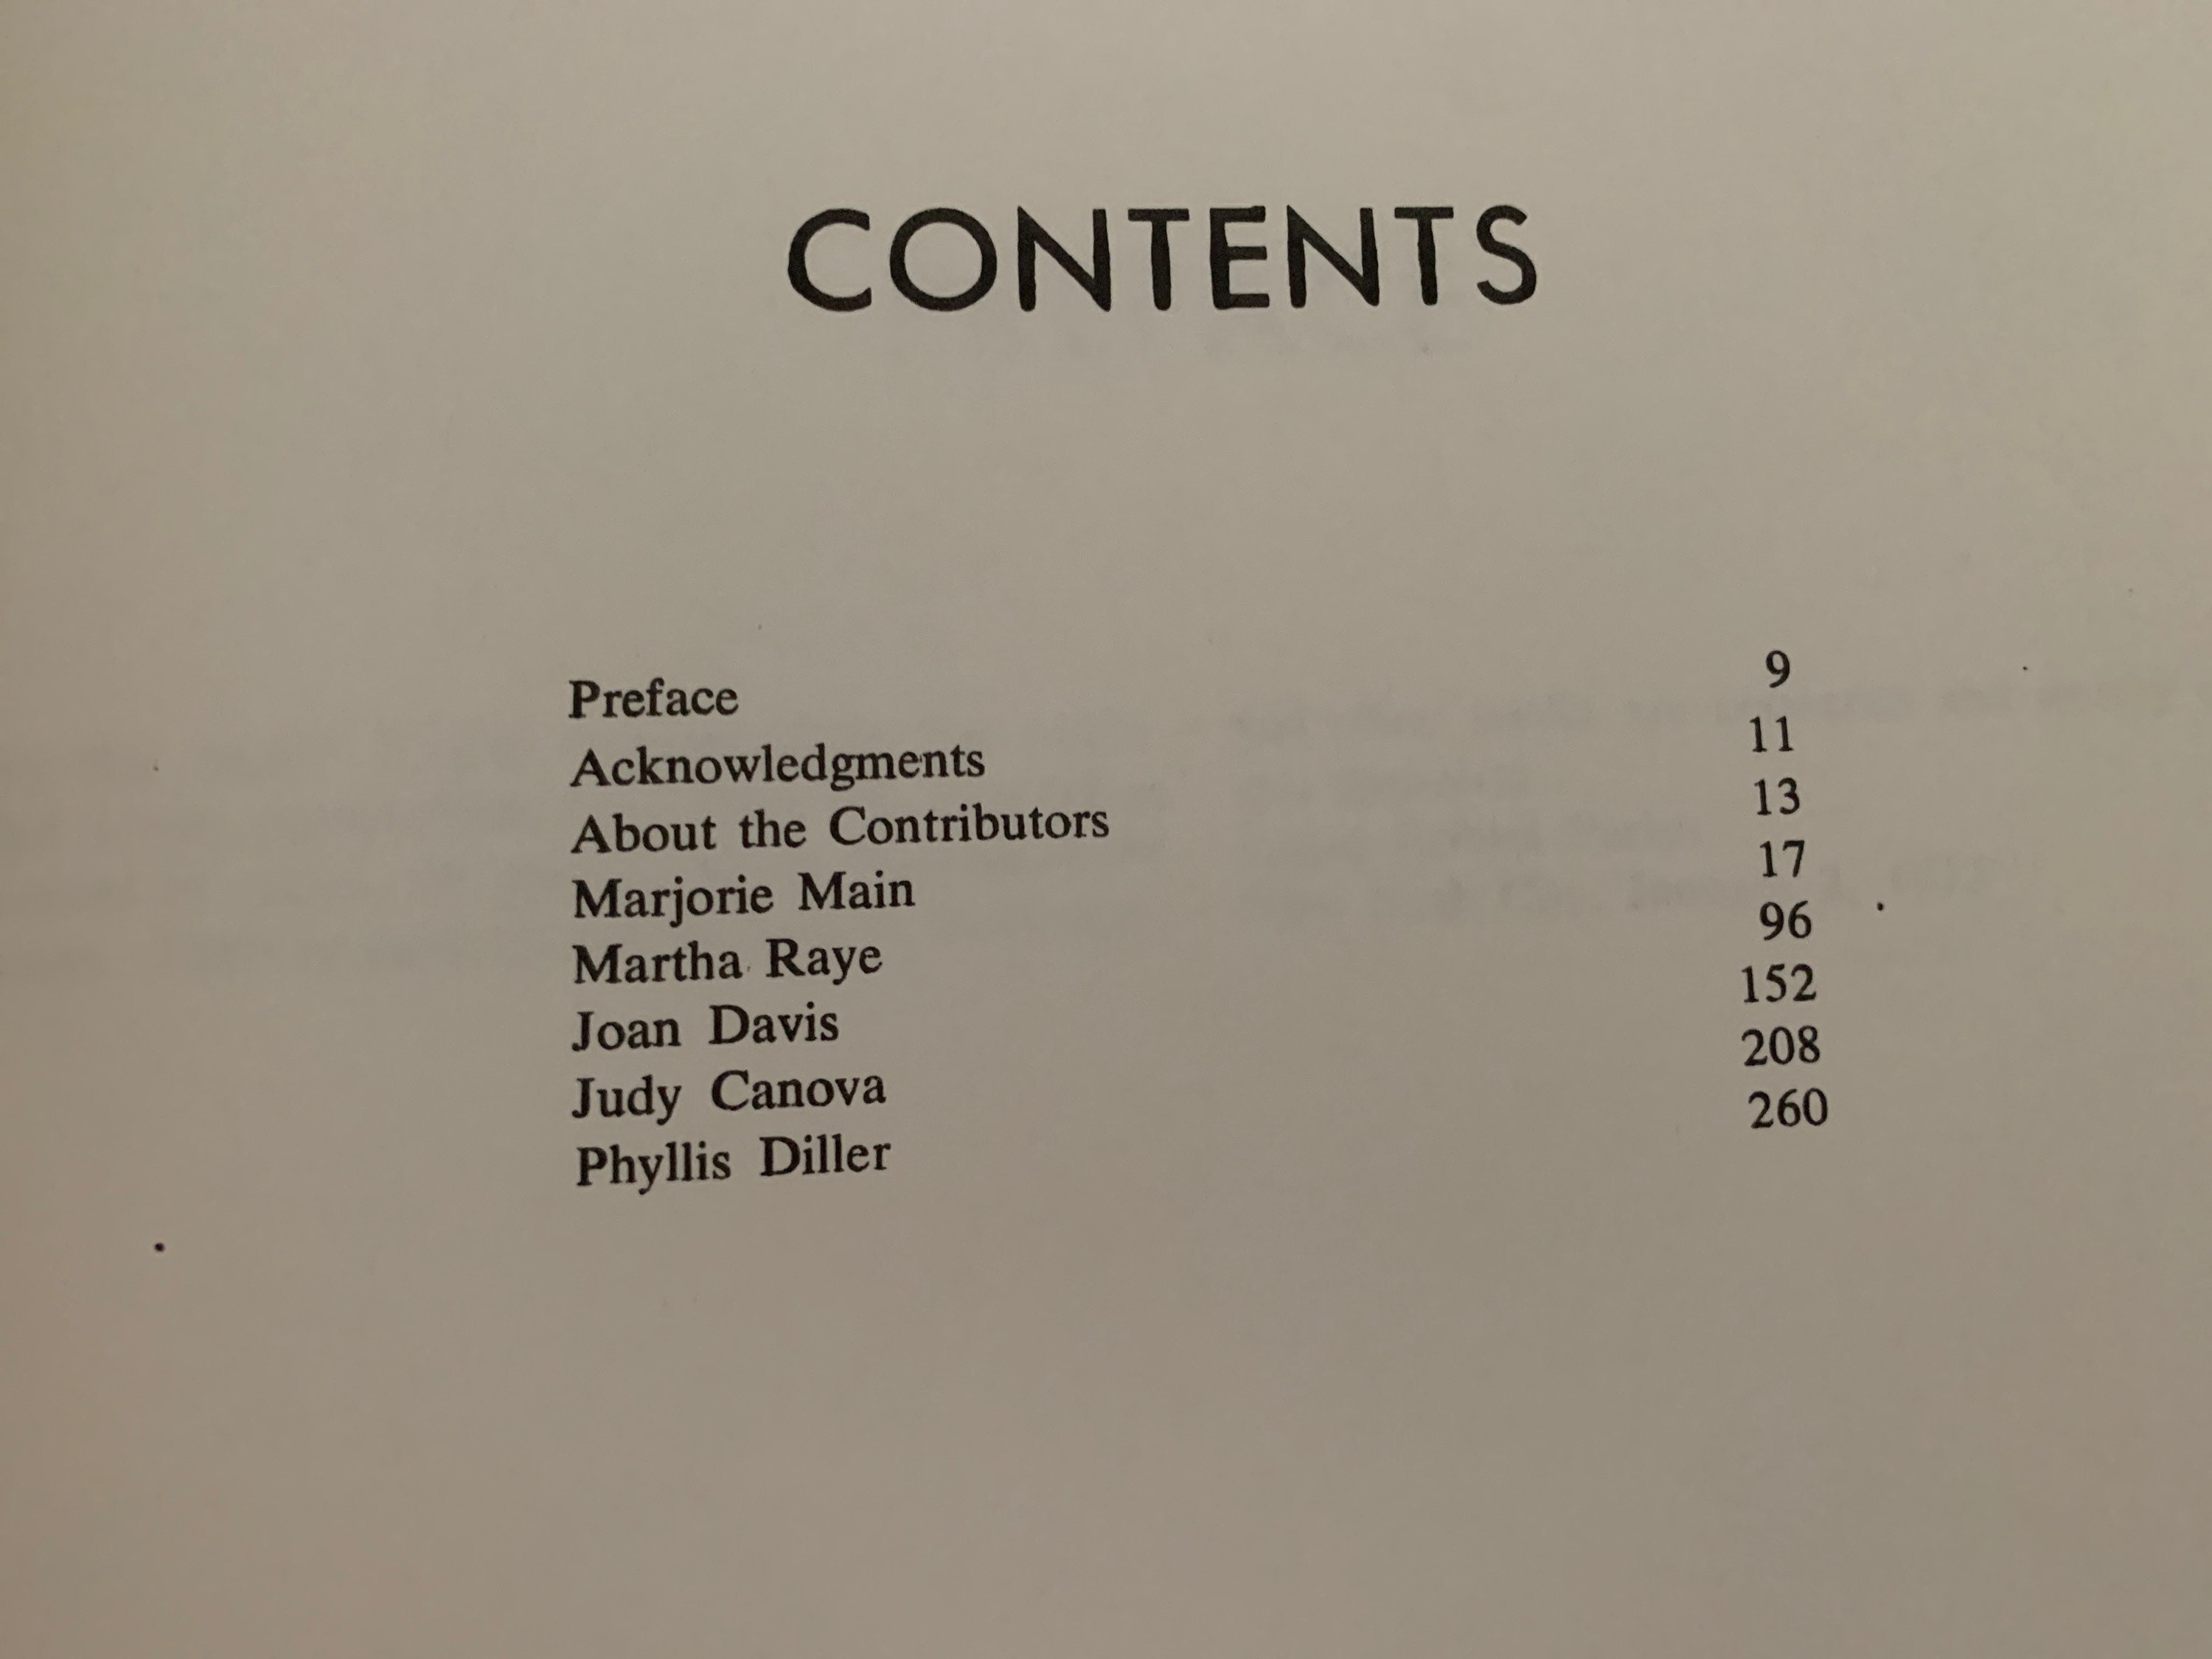 CONTENTS
Preface 9
Acknowledgments 11
About the Contributors 13
Marjorie Main 17
Martha Raye 96
Joan Davis 152
Judy Canova 208
Phyllis Diller 260